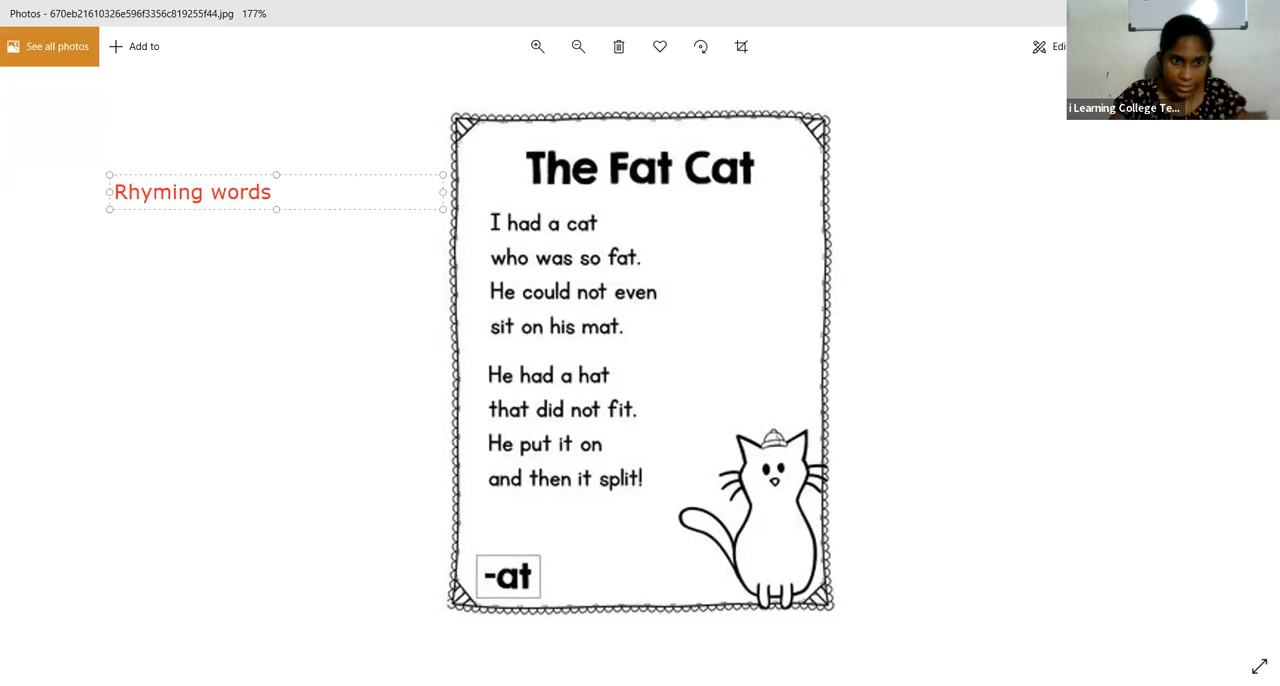 Photos - 670eb21610326e596f3356c819255f44.jpg 177%
See all photos
Add to
Edi
i Learning College Te...
Rhyming words
The Fat Cat
I had a cat
who was so fat.
He could not even
sit on his mat.
He had a hat
that did not fit.
He put it on
and then it split!
-at